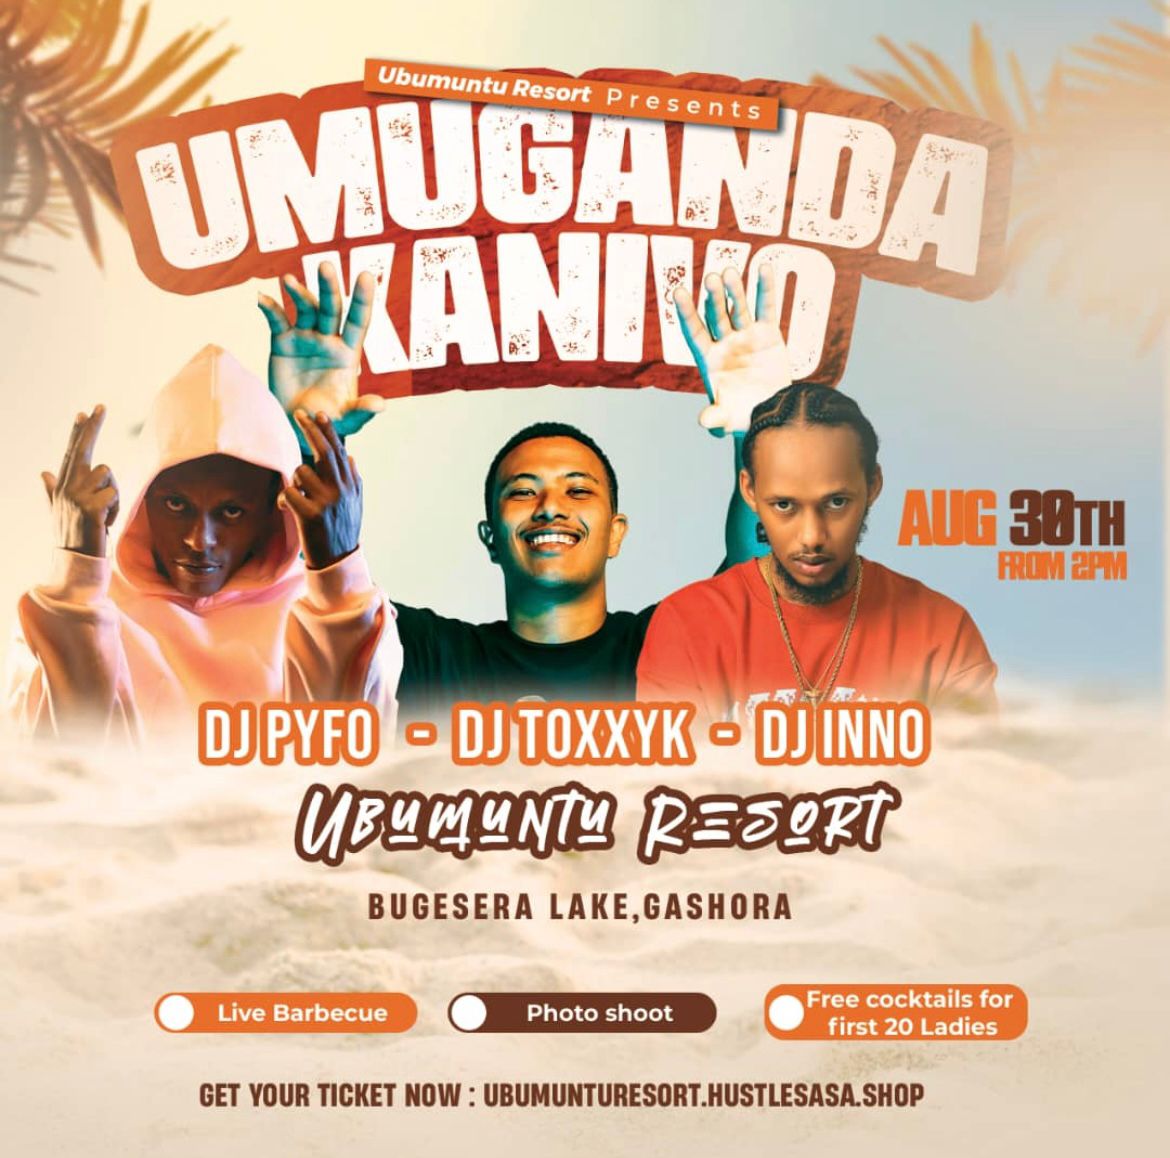 Ubumuntu Resort Presents
UMUGANDA
KANIVO
AUG 30TH
FROM 2PM
DJ PYFO - DJ TOXXYK - DJ INNO
UBUMUNTU RESORT
BUGESERA LAKE,GASHORA
Live Barbecue
Photo shoot
Free cocktails for
first 20 Ladies
GET YOUR TICKET NOW : UBUMUNTURESORT.HUSTLESASA.SHOP